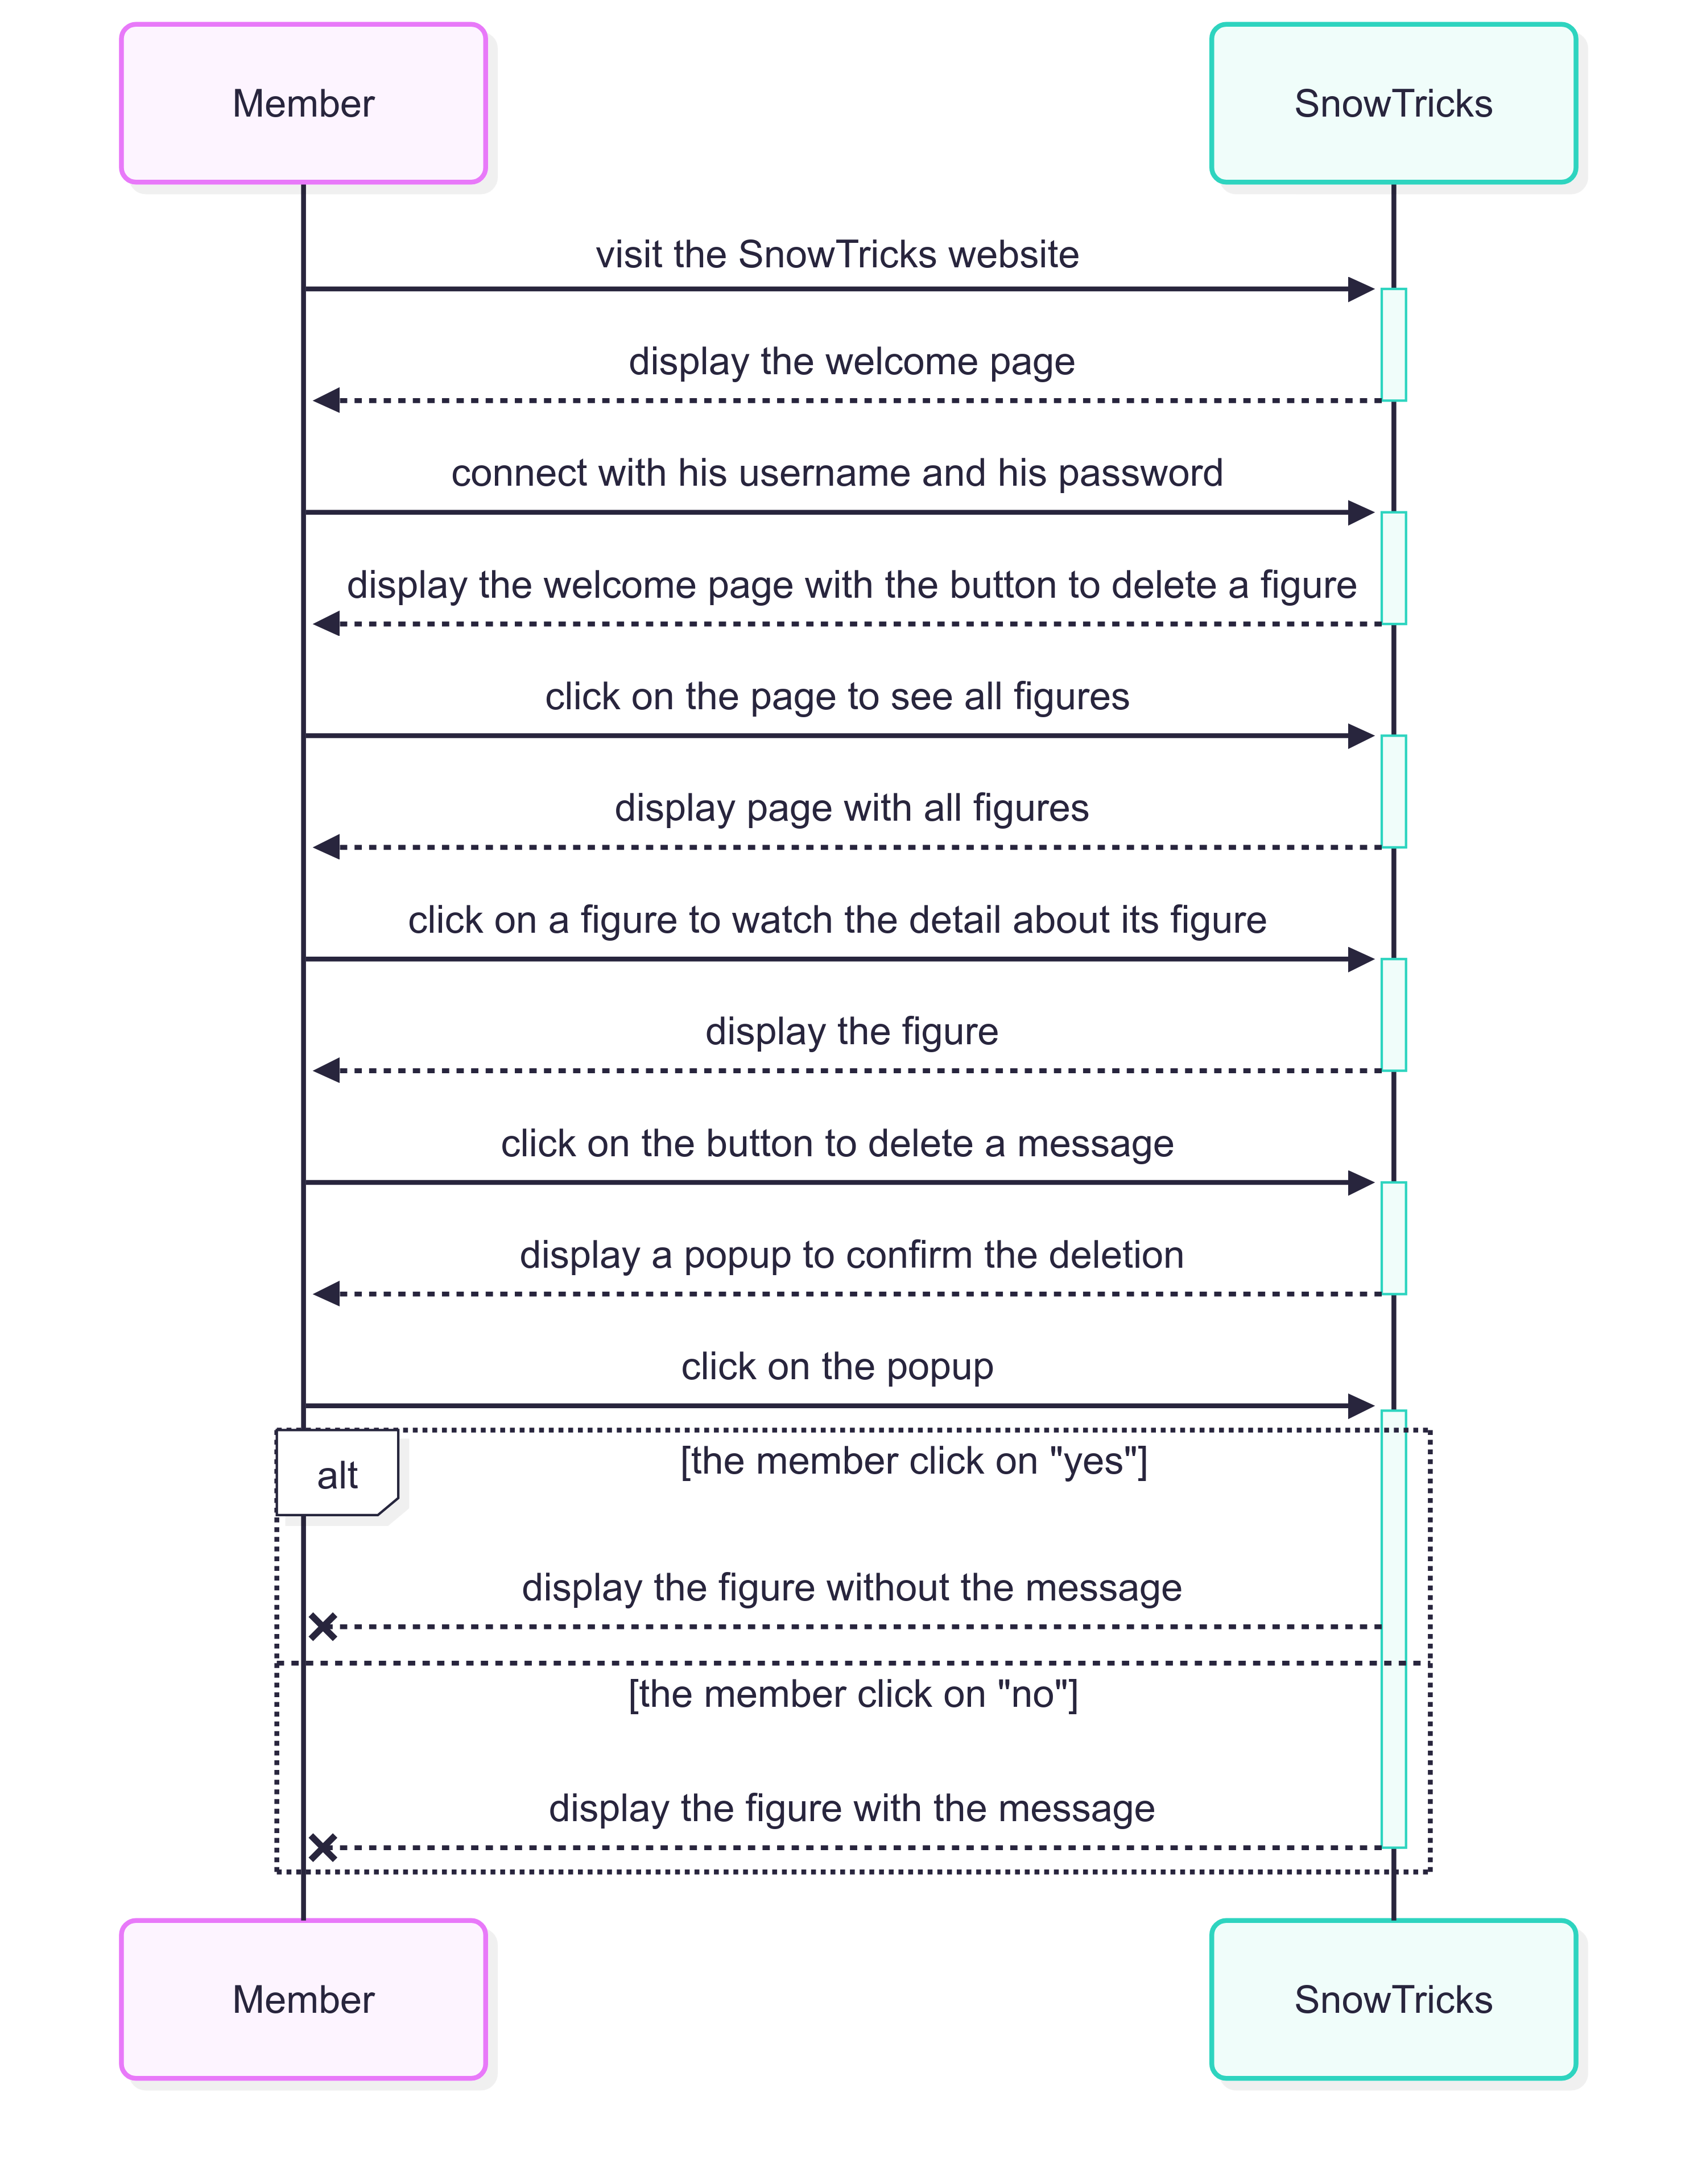 Member
SnowTricks
visit the SnowTricks website
display the welcome page
connect with his username and his password
display the welcome page with the button to delete a figure
click on the page to see all figures
display page with all figures
click on a figure to watch the detail about its figure
display the figure
click on the button to delete a message
display a popup to confirm the deletion
click on the popup
alt
[the member click on "yes"]
display the figure without the message
[the member click on "no"]
display the figure with the message
Member
SnowTricks